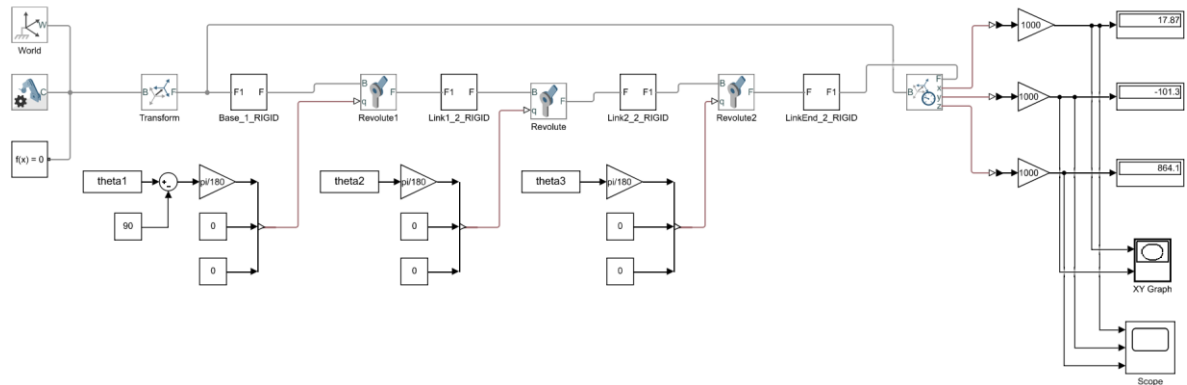 W
World
C
f(x) = 0
B F
Transform
F1 F
Base_1_RIGID
B F
q
Revolute1
F1 F
Link1_2_RIGID
B F
q
Revolute
F F1
Link2_2_RIGID
B F
q
Revolute2
F F1
LinkEnd_2_RIGID
B F
x
y
z
1000
17.87
1000
-101.3
1000
864.1
theta1
+
-
pi/180
90
0
0
theta2
pi/180
0
0
theta3
pi/180
0
0
XY Graph
Scope